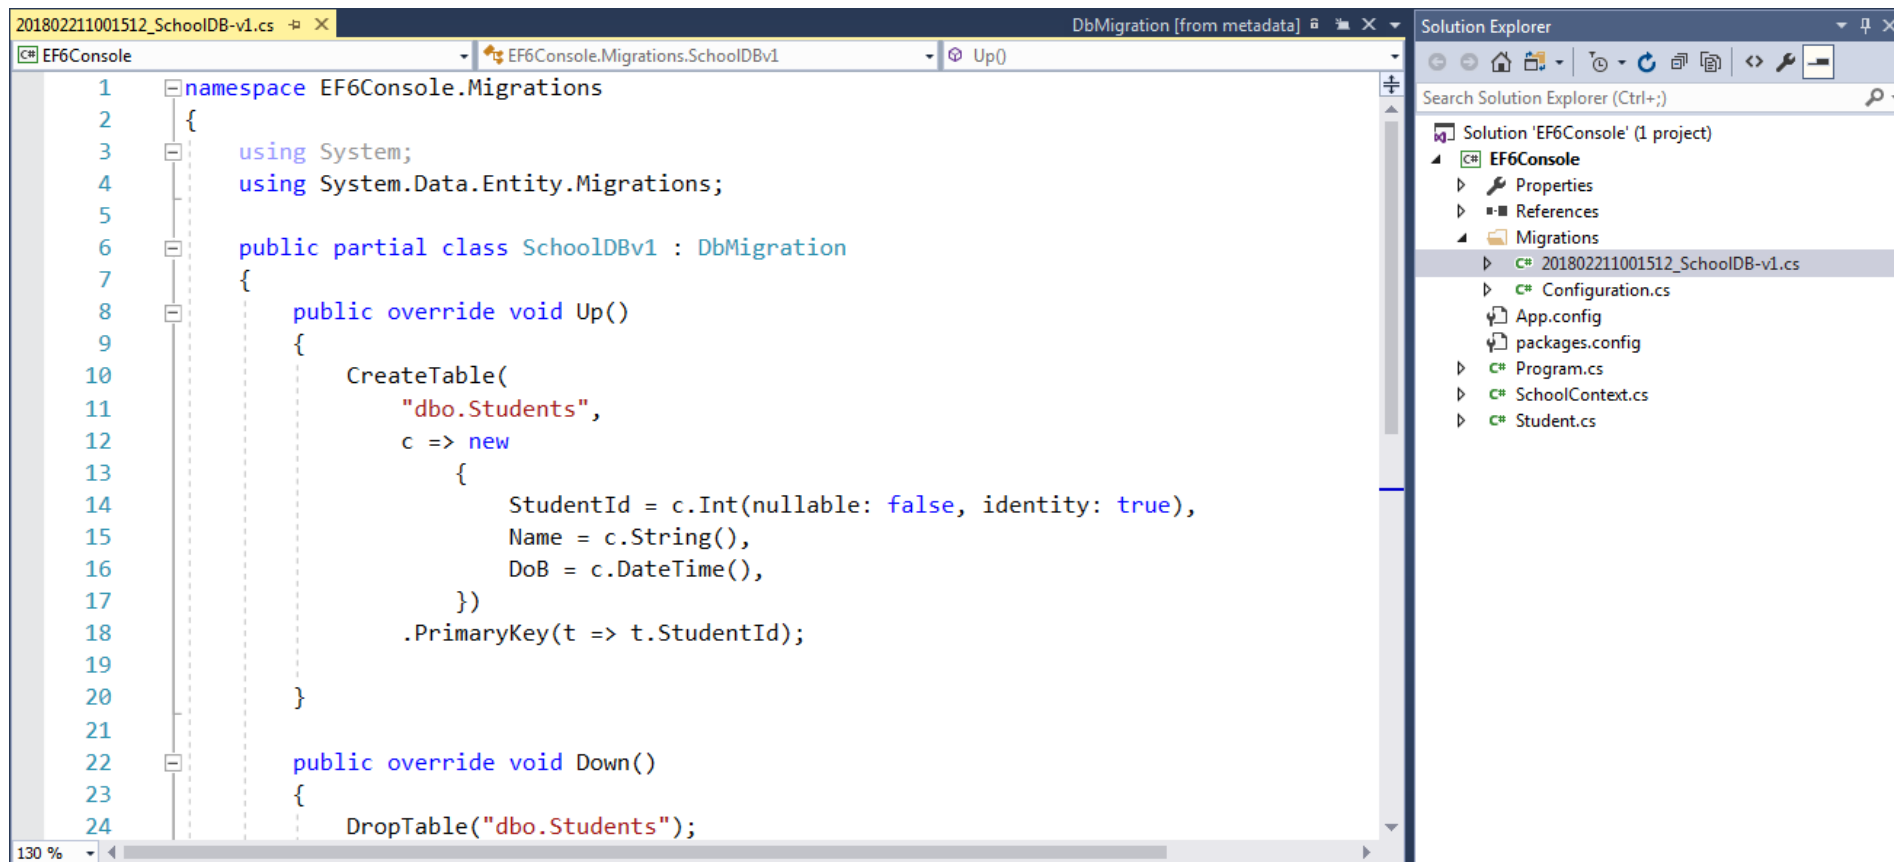 201802211001512_SchoolDB-v1.cs
DbMigration [from metadata]
EF6Console
EF6Console.Migrations.SchoolDBv1
Up()
1 namespace EF6Console.Migrations
2 {
3 using System;
4 using System.Data.Entity.Migrations;
5
6 public partial class SchoolDBv1 : DbMigration
7 {
8 public override void Up()
9 {
10 CreateTable(
11 "dbo.Students",
12 c => new
13 {
14 StudentId = c.Int(nullable: false, identity: true),
15 Name = c.String(),
16 DoB = c.DateTime(),
17 })
18 .PrimaryKey(t => t.StudentId);
19
20 }
21
22 public override void Down()
23 {
24 DropTable("dbo.Students");
130 %
Solution Explorer
Search Solution Explorer (Ctrl+;)
Solution 'EF6Console' (1 project)
C# EF6Console
Properties
References
Migrations
C# 201802211001512_SchoolDB-v1.cs
C# Configuration.cs
App.config
packages.config
C# Program.cs
C# SchoolContext.cs
C# Student.cs